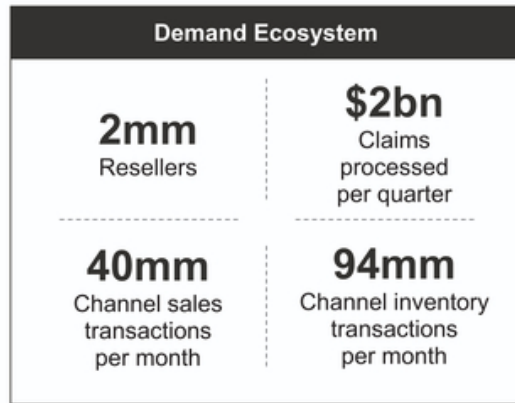 Demand Ecosystem
2mm
Resellers
$2bn
Claims
processed
per quarter
40mm
Channel sales
transactions
per month
94mm
Channel inventory
transactions
per month